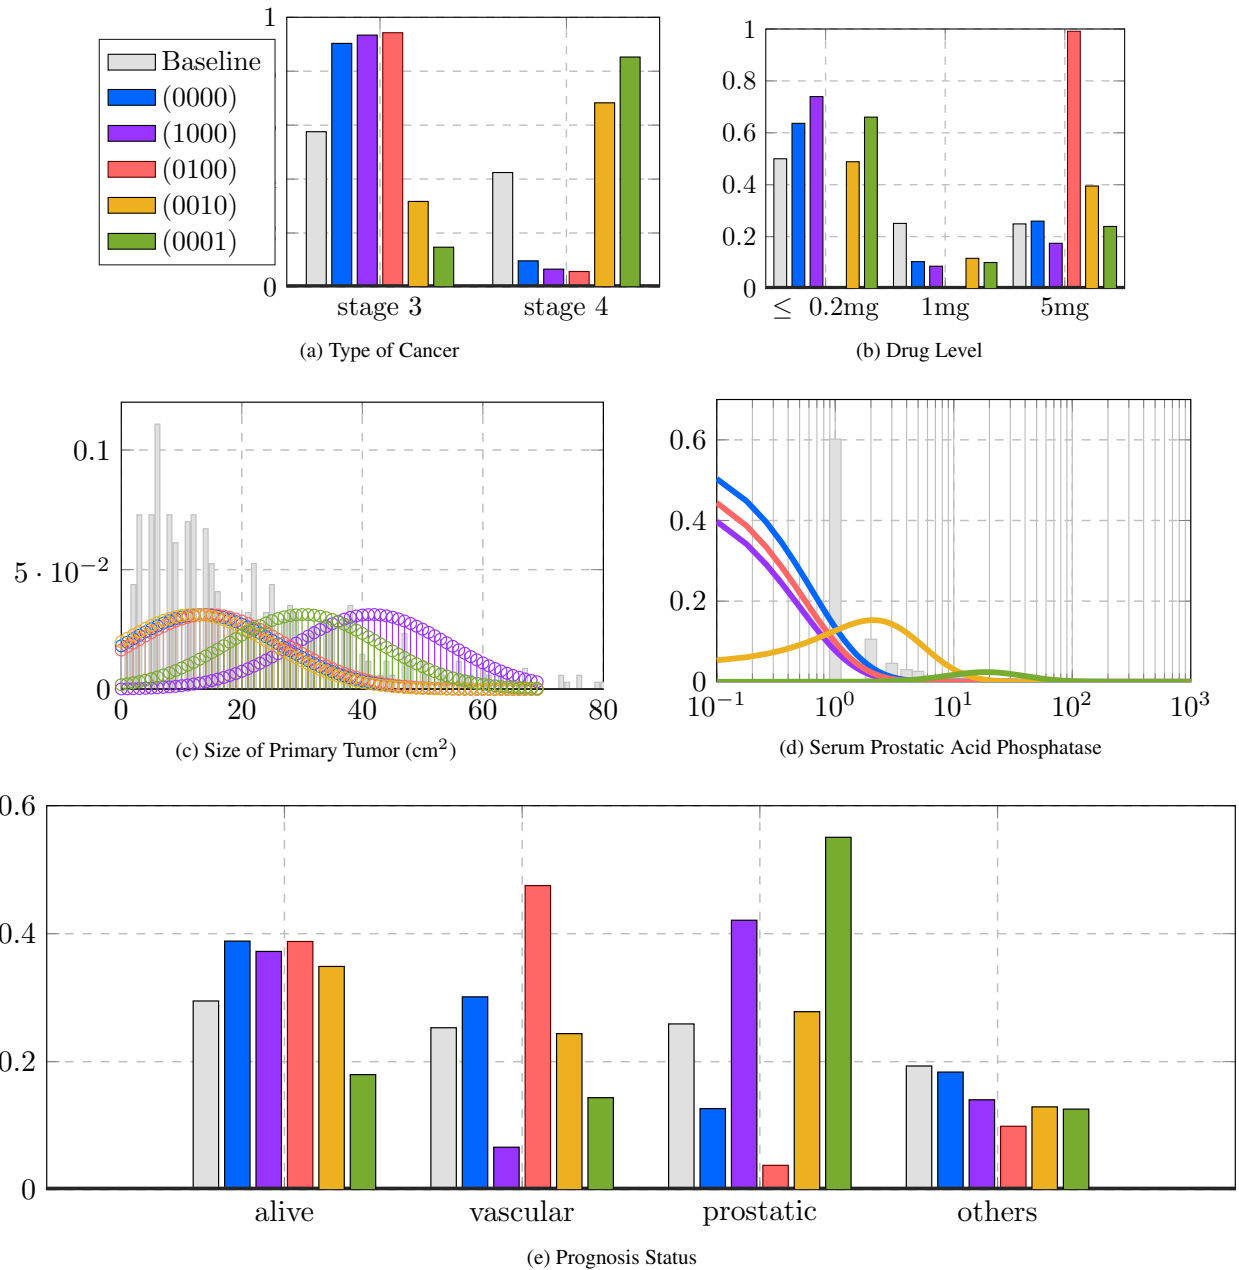 1
0
Baseline
(0000)
(1000)
(0100)
(0010)
(0001)
stage 3 stage 4
(a) Type of Cancer
1
0.8
0.6
0.4
0.2
0
≤ 0.2mg 1mg 5mg
(b) Drug Level
0.1
5 · 10⁻²
0
0 20 40 60 80
(c) Size of Primary Tumor (cm²)
0.6
0.4
0.2
0
10⁻¹ 10⁰ 10¹ 10² 10³
(d) Serum Prostatic Acid Phosphatase
0.6
0.4
0.2
0
alive vascular prostatic others
(e) Prognosis Status